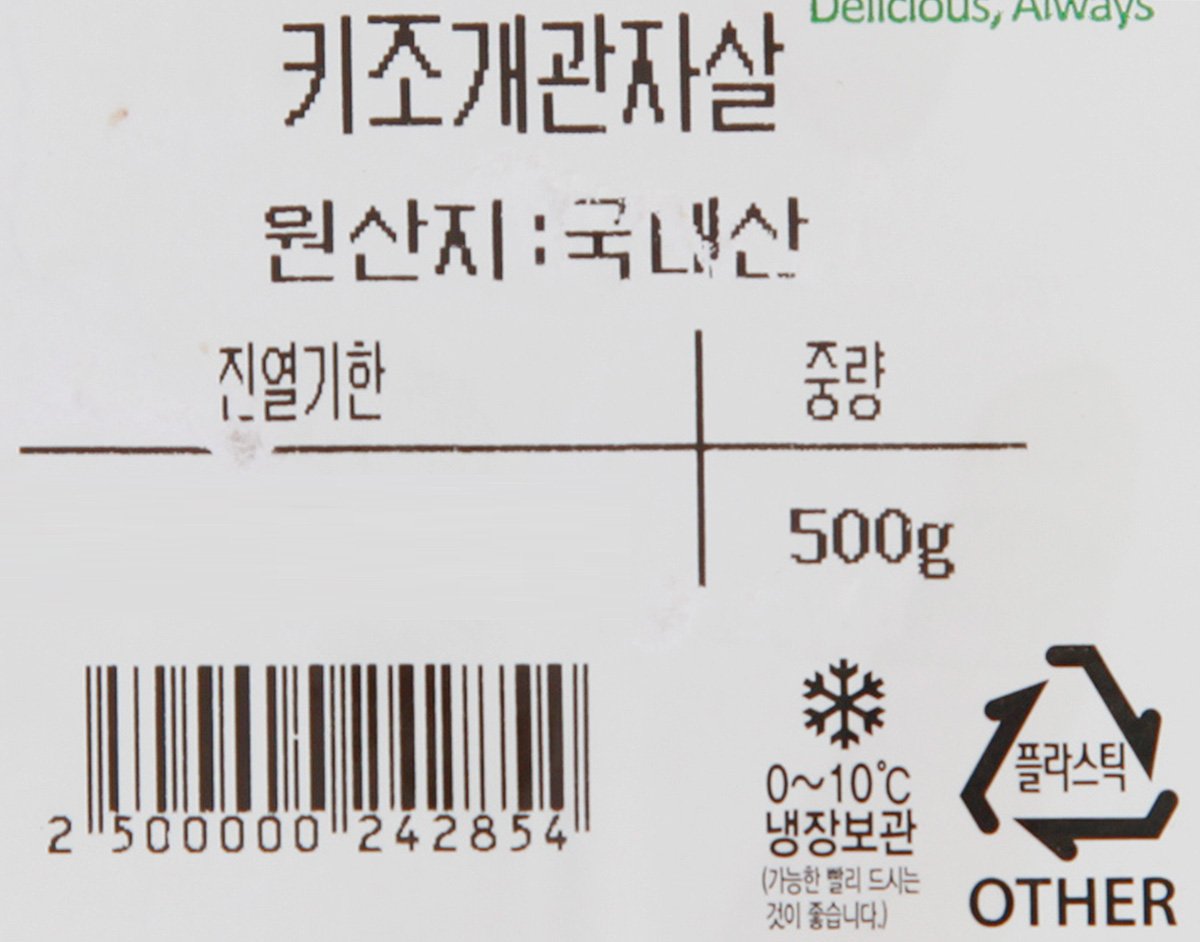 Delicious, Always
키조개관자살
원산지:국내산
진열기한 중량
500g
2 500000 242854
0~10℃
냉장보관
(가능한 빨리 드시는
것이 좋습니다.)
플라스틱
OTHER